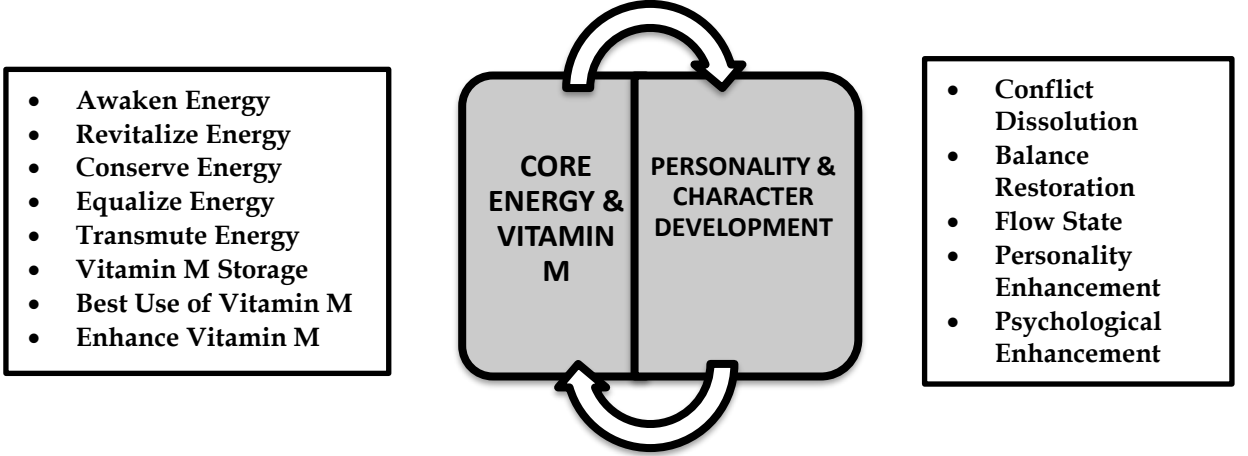 • Awaken Energy
• Revitalize Energy
• Conserve Energy
• Equalize Energy
• Transmute Energy
• Vitamin M Storage
• Best Use of Vitamin M
• Enhance Vitamin M
CORE
ENERGY &
VITAMIN
M
PERSONALITY &
CHARACTER
DEVELOPMENT
• Conflict
Dissolution
• Balance
Restoration
• Flow State
• Personality
Enhancement
• Psychological
Enhancement